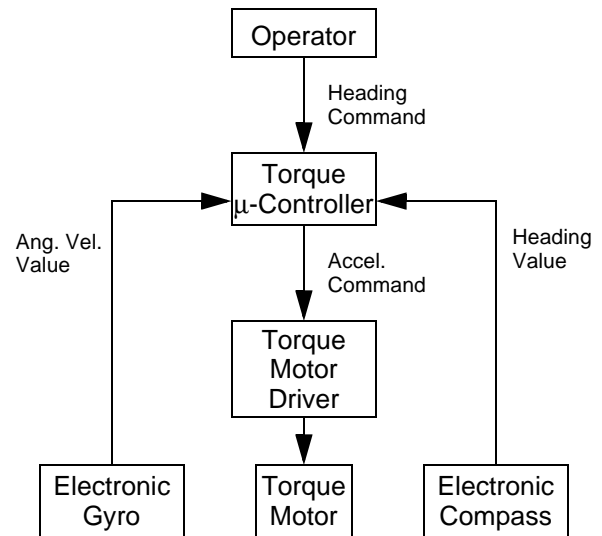 Operator
Heading
Command
Torque
μ-Controller
Ang. Vel.
Value
Heading
Value
Accel.
Command
Torque
Motor
Driver
Electronic
Gyro
Torque
Motor
Electronic
Compass